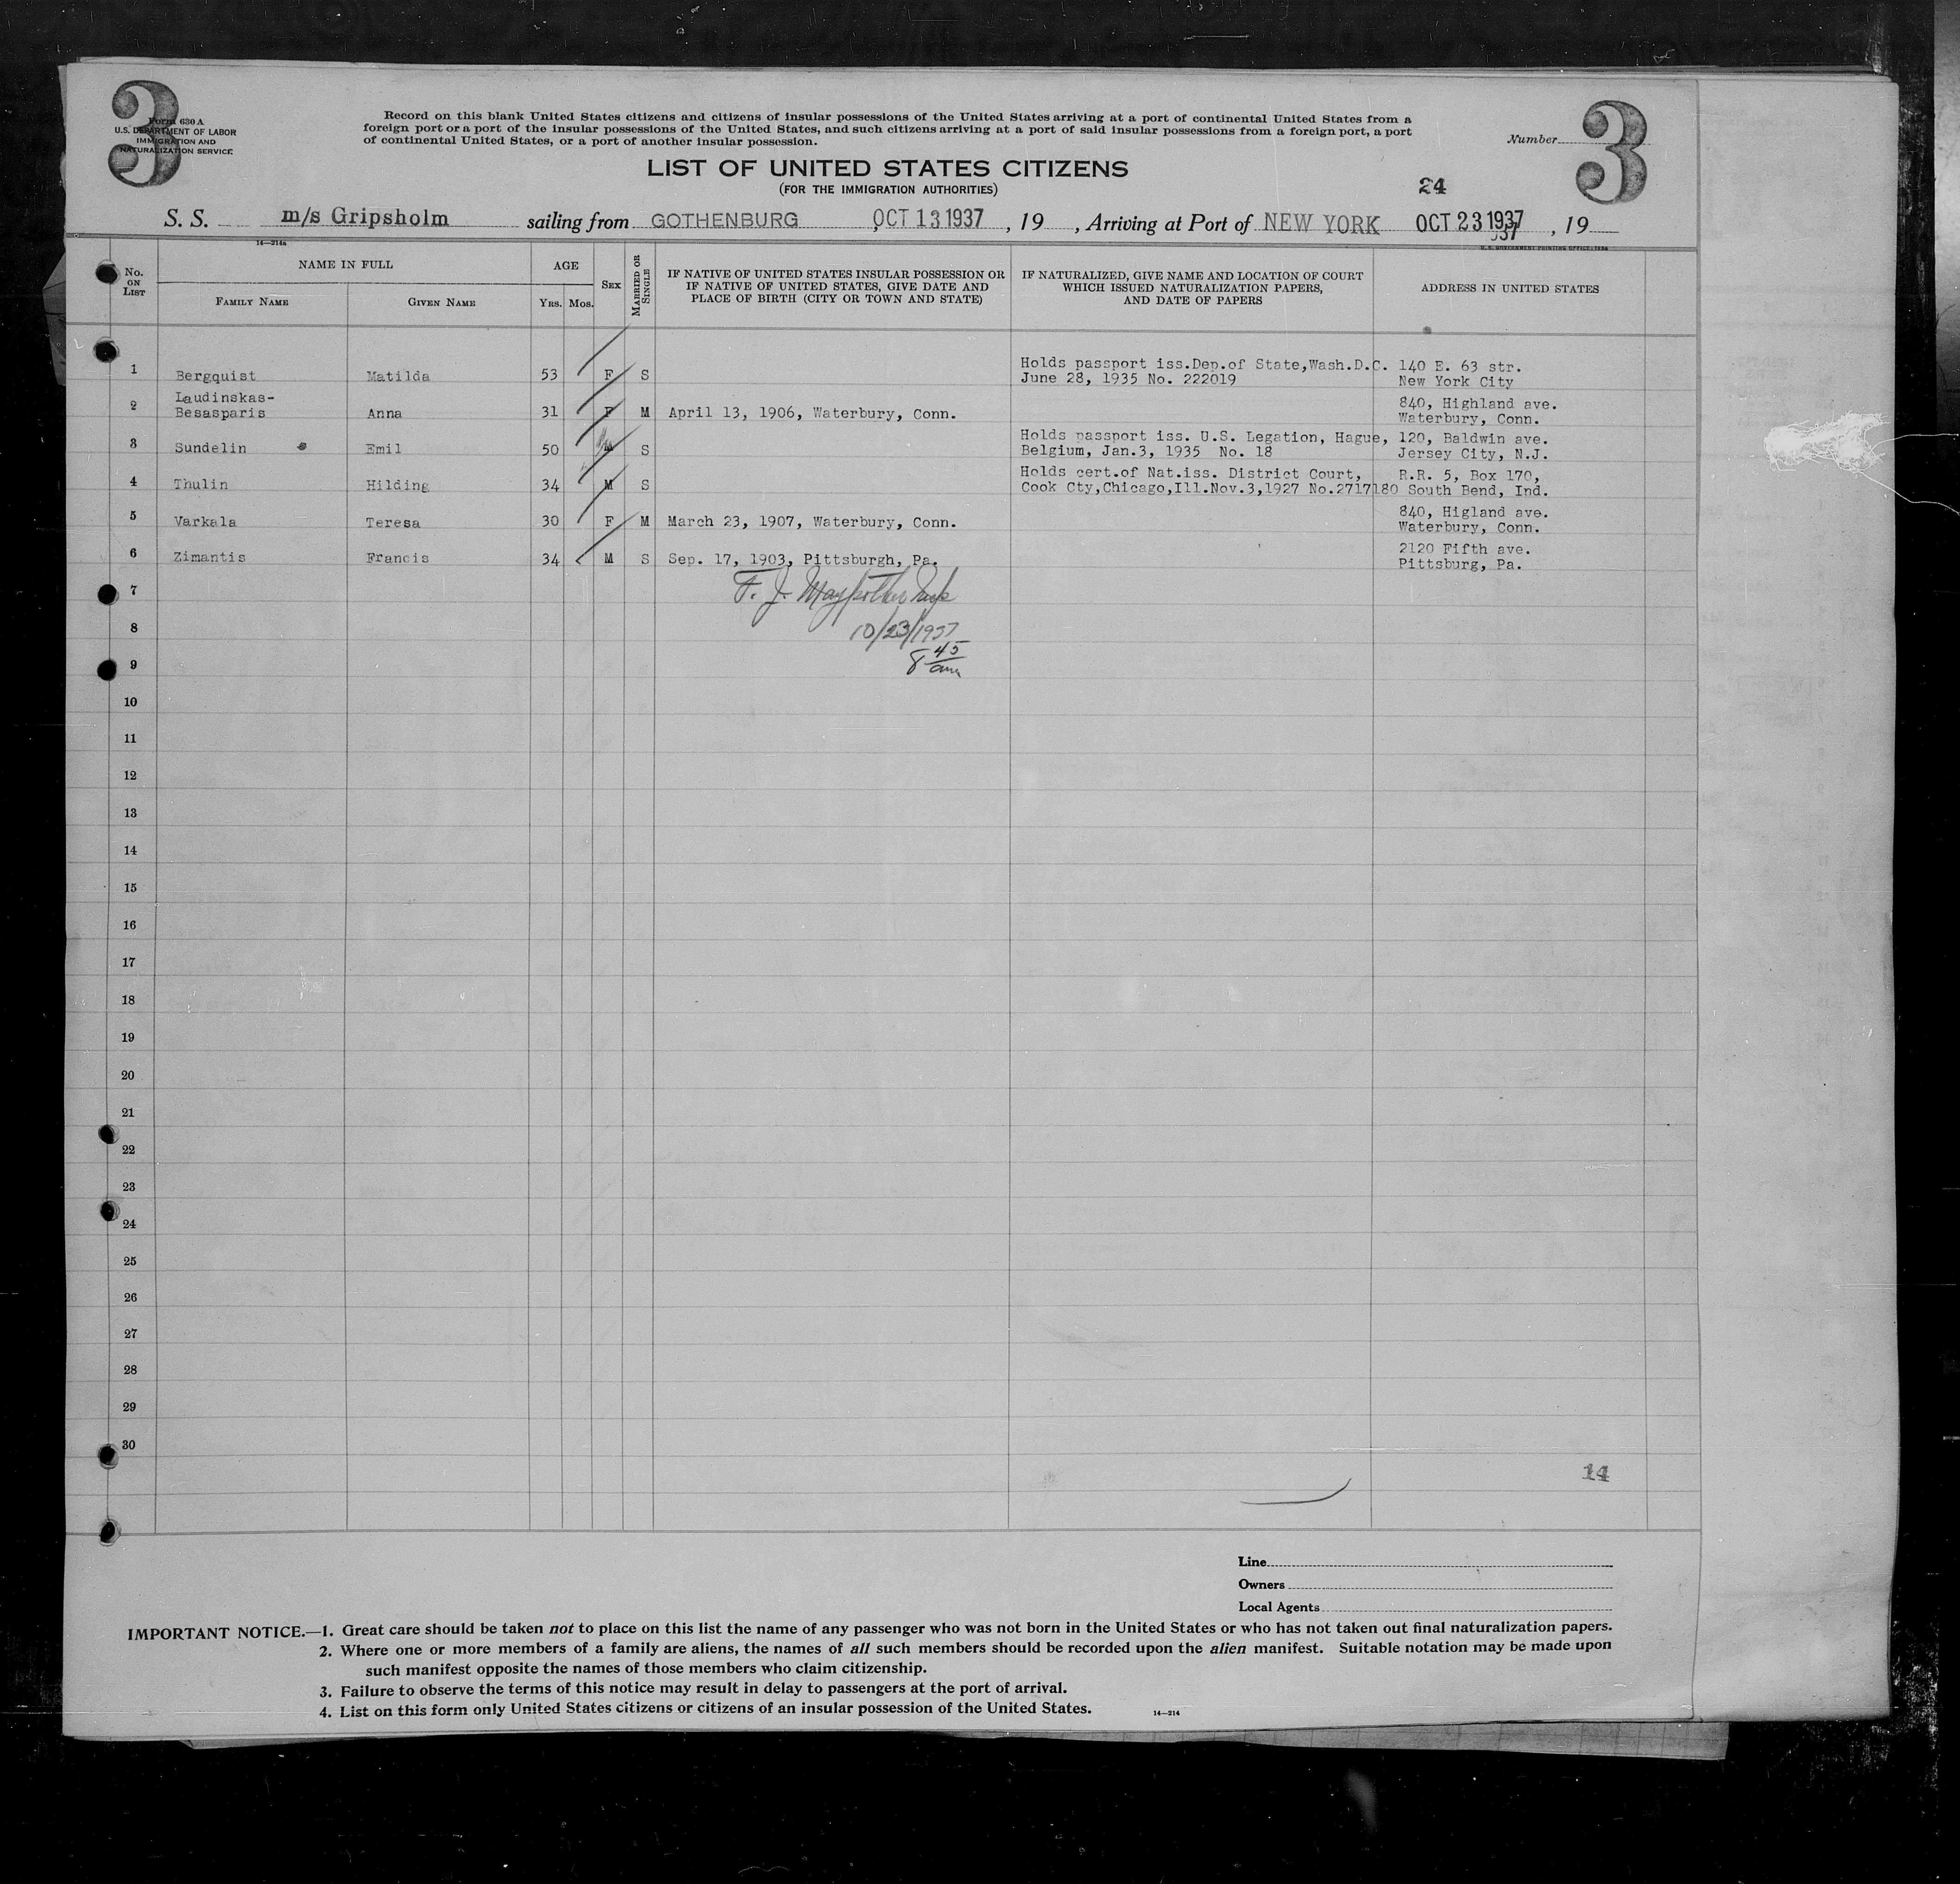 3
Form 630 A
U.S. DEPARTMENT OF LABOR
IMMIGRATION AND
NATURALIZATION SERVICE
Record on this blank United States citizens and citizens of insular possessions of the United States arriving at a port of continental United States from a
foreign port or a port of the insular possessions of the United States, and such citizens arriving at a port of said insular possessions from a foreign port, a port
of continental United States, or a port of another insular possession.
Number
3
LIST OF UNITED STATES CITIZENS
(FOR THE IMMIGRATION AUTHORITIES)
24
S. S. m/s Gripsholm sailing from GOTHENBURG OCT 13 1937 , 19 , Arriving at Port of NEW YORK OCT 23 1937 , 19
14—214a
U.S. GOVERNMENT PRINTING OFFICE: 1934
No. ON LIST
NAME IN FULL
FAMILY NAME
GIVEN NAME
AGE
YRS. MOS.
SEX
MARRIED OR SINGLE
IF NATIVE OF UNITED STATES INSULAR POSSESSION OR
IF NATIVE OF UNITED STATES, GIVE DATE AND
PLACE OF BIRTH (CITY OR TOWN AND STATE)
IF NATURALIZED, GIVE NAME AND LOCATION OF COURT
WHICH ISSUED NATURALIZATION PAPERS,
AND DATE OF PAPERS
ADDRESS IN UNITED STATES
Holds passport iss.Dep.of State,Wash.D.C. 140 E. 63 str.
1 Bergquist Matilda 53 F S June 28, 1935 No. 222019 New York City
Laudinskas- 840, Highland ave.
2 Besasparis Anna 31 F M April 13, 1906, Waterbury, Conn. Waterbury, Conn.
Holds passport iss. U.S. Legation, Hague, 120, Baldwin ave.
3 Sundelin Emil 50 M S Belgium, Jan.3, 1935 No. 18 Jersey City, N.J.
Holds cert.of Nat.iss. District Court, R.R. 5, Box 170,
4 Thulin Hilding 34 M S Cook Cty,Chicago,Ill.Nov.3,1927 No.2717180 South Bend, Ind.
840, Higland ave.
5 Varkala Teresa 30 F M March 23, 1907, Waterbury, Conn. Waterbury, Conn.
2120 Fifth ave.
6 Zimantis Francis 34 M S Sep. 17, 1903, Pittsburgh, Pa. Pittsburg, Pa.
7 F. J.
8 10/23/1937
9 8 45 am
10
11
12
13
14
15
16
17
18
19
20
21
22
23
24
25
26
27
28
29
30
14
Line
Owners
Local Agents
IMPORTANT NOTICE.—1. Great care should be taken not to place on this list the name of any passenger who was not born in the United States or who has not taken out final naturalization papers.
2. Where one or more members of a family are aliens, the names of all such members should be recorded upon the alien manifest. Suitable notation may be made upon
such manifest opposite the names of those members who claim citizenship.
3. Failure to observe the terms of this notice may result in delay to passengers at the port of arrival.
4. List on this form only United States citizens or citizens of an insular possession of the United States.
14—214